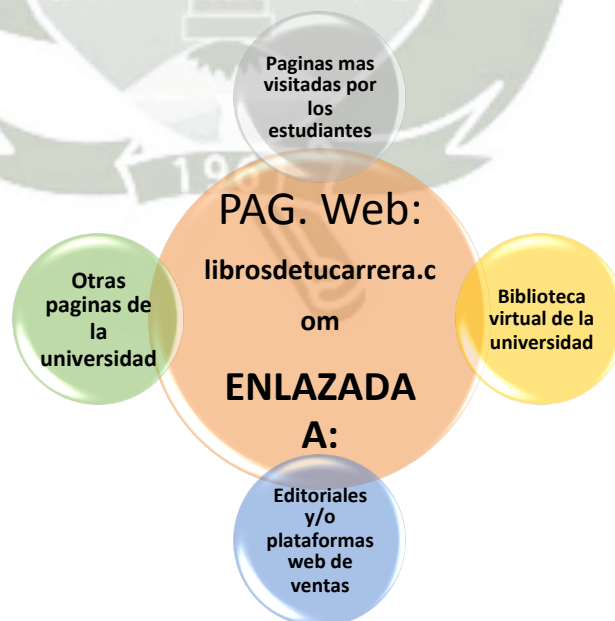 Paginas mas
visitadas por
los
estudiantes
PAG. Web:
librosdetucarrera.c
om
ENLAZADA
A:
Otras
paginas de
la
universidad
Biblioteca
virtual de la
universidad
Editoriales
y/o
plataformas
web de
ventas